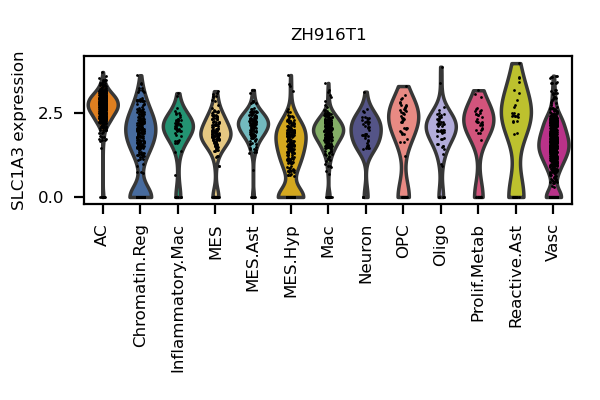 ZH916T1
SLC1A3 expression
2.5
0.0
AC
Chromatin.Reg
Inflammatory.Mac
MES
MES.Ast
MES.Hyp
Mac
Neuron
OPC
Oligo
Prolif.Metab
Reactive.Ast
Vasc